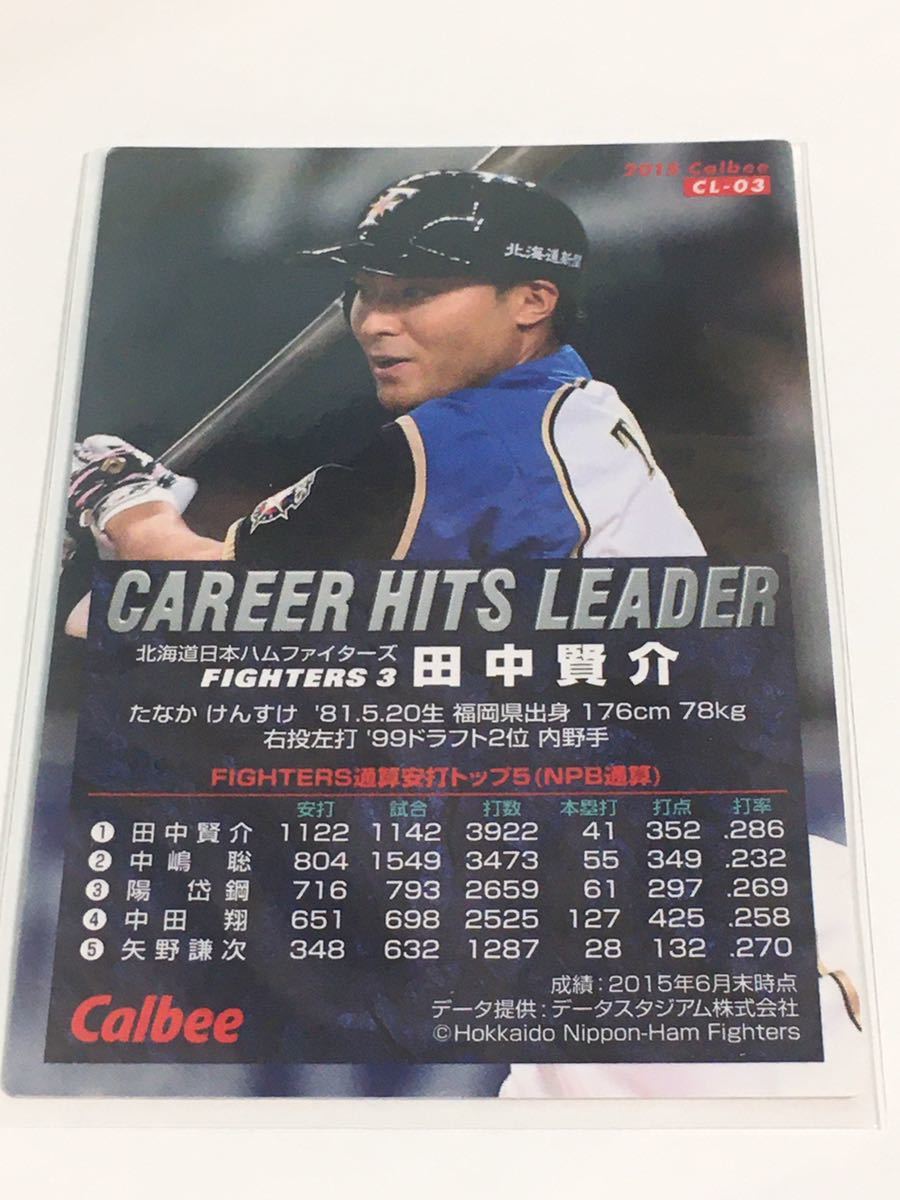 2015 Calbee
CL-03
北海道新聞
7
CAREER HITS LEADER
北海道日本ハムファイターズ
FIGHTERS 3 田中賢介
たなか けんすけ '81.5.20生 福岡県出身 176cm 78kg
右投左打 '99ドラフト2位 内野手
FIGHTERS通算安打トップ5(NPB通算)
安打 試合 打数 本塁打 打点 打率
① 田中賢介 1122 1142 3922 41 352 .286
② 中嶋 聡 804 1549 3473 55 349 .232
③ 陽 岱鋼 716 793 2659 61 297 .269
④ 中田 翔 651 698 2525 127 425 .258
⑤ 矢野謙次 348 632 1287 28 132 .270
成績：2015年6月末時点
データ提供：データスタジアム株式会社
Calbee
©Hokkaido Nippon-Ham Fighters